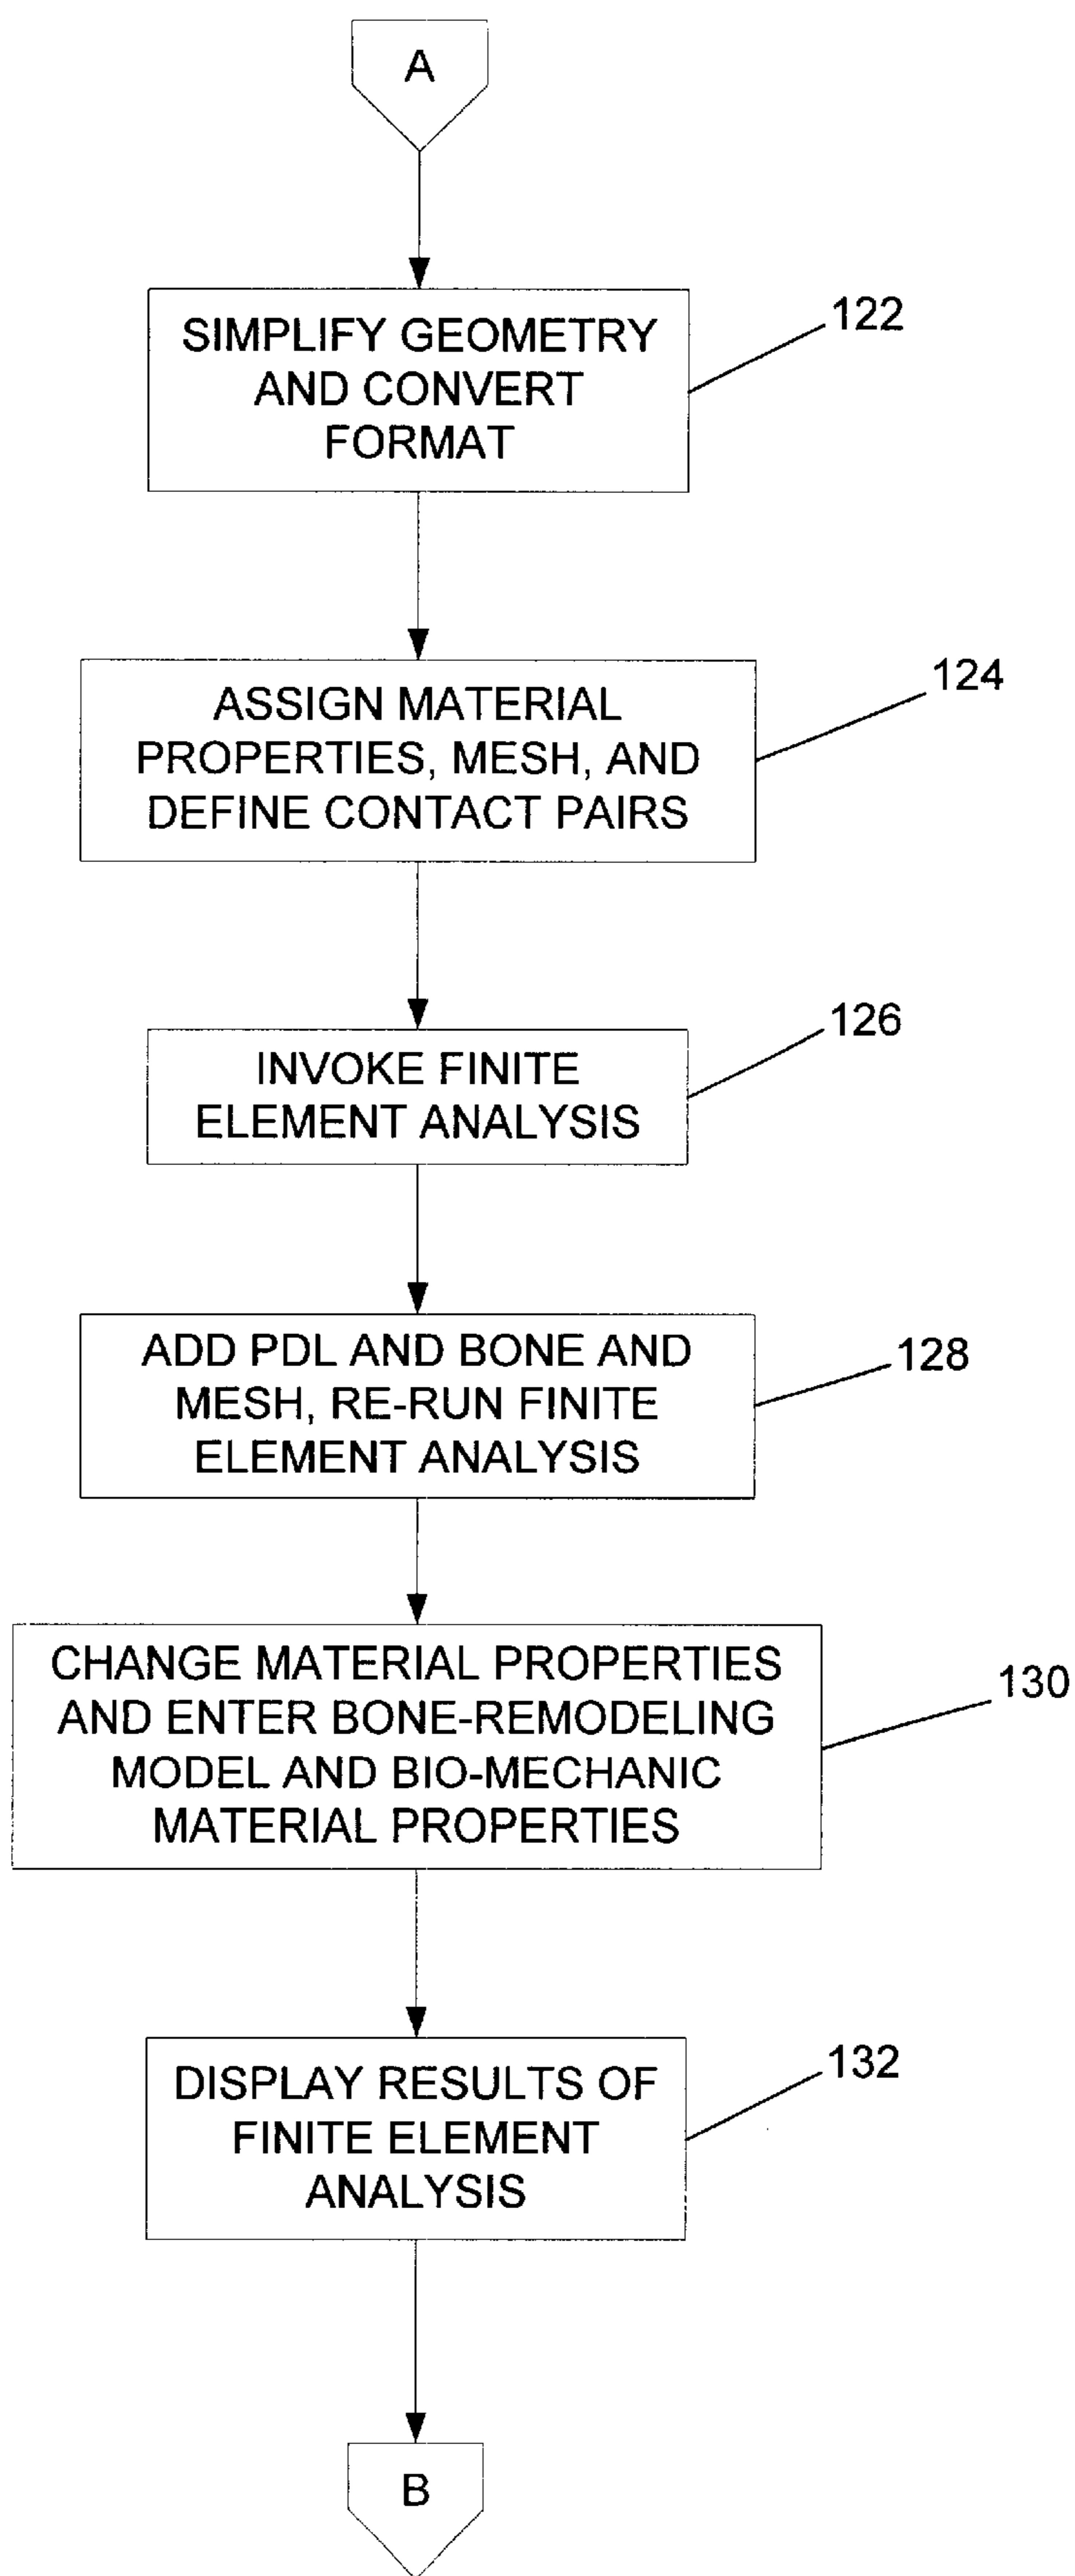 A
SIMPLIFY GEOMETRY
AND CONVERT
FORMAT
122
ASSIGN MATERIAL
PROPERTIES, MESH, AND
DEFINE CONTACT PAIRS
124
INVOKE FINITE
ELEMENT ANALYSIS
126
ADD PDL AND BONE AND
MESH, RE-RUN FINITE
ELEMENT ANALYSIS
128
CHANGE MATERIAL PROPERTIES
AND ENTER BONE-REMODELING
MODEL AND BIO-MECHANIC
MATERIAL PROPERTIES
130
DISPLAY RESULTS OF
FINITE ELEMENT
ANALYSIS
132
B